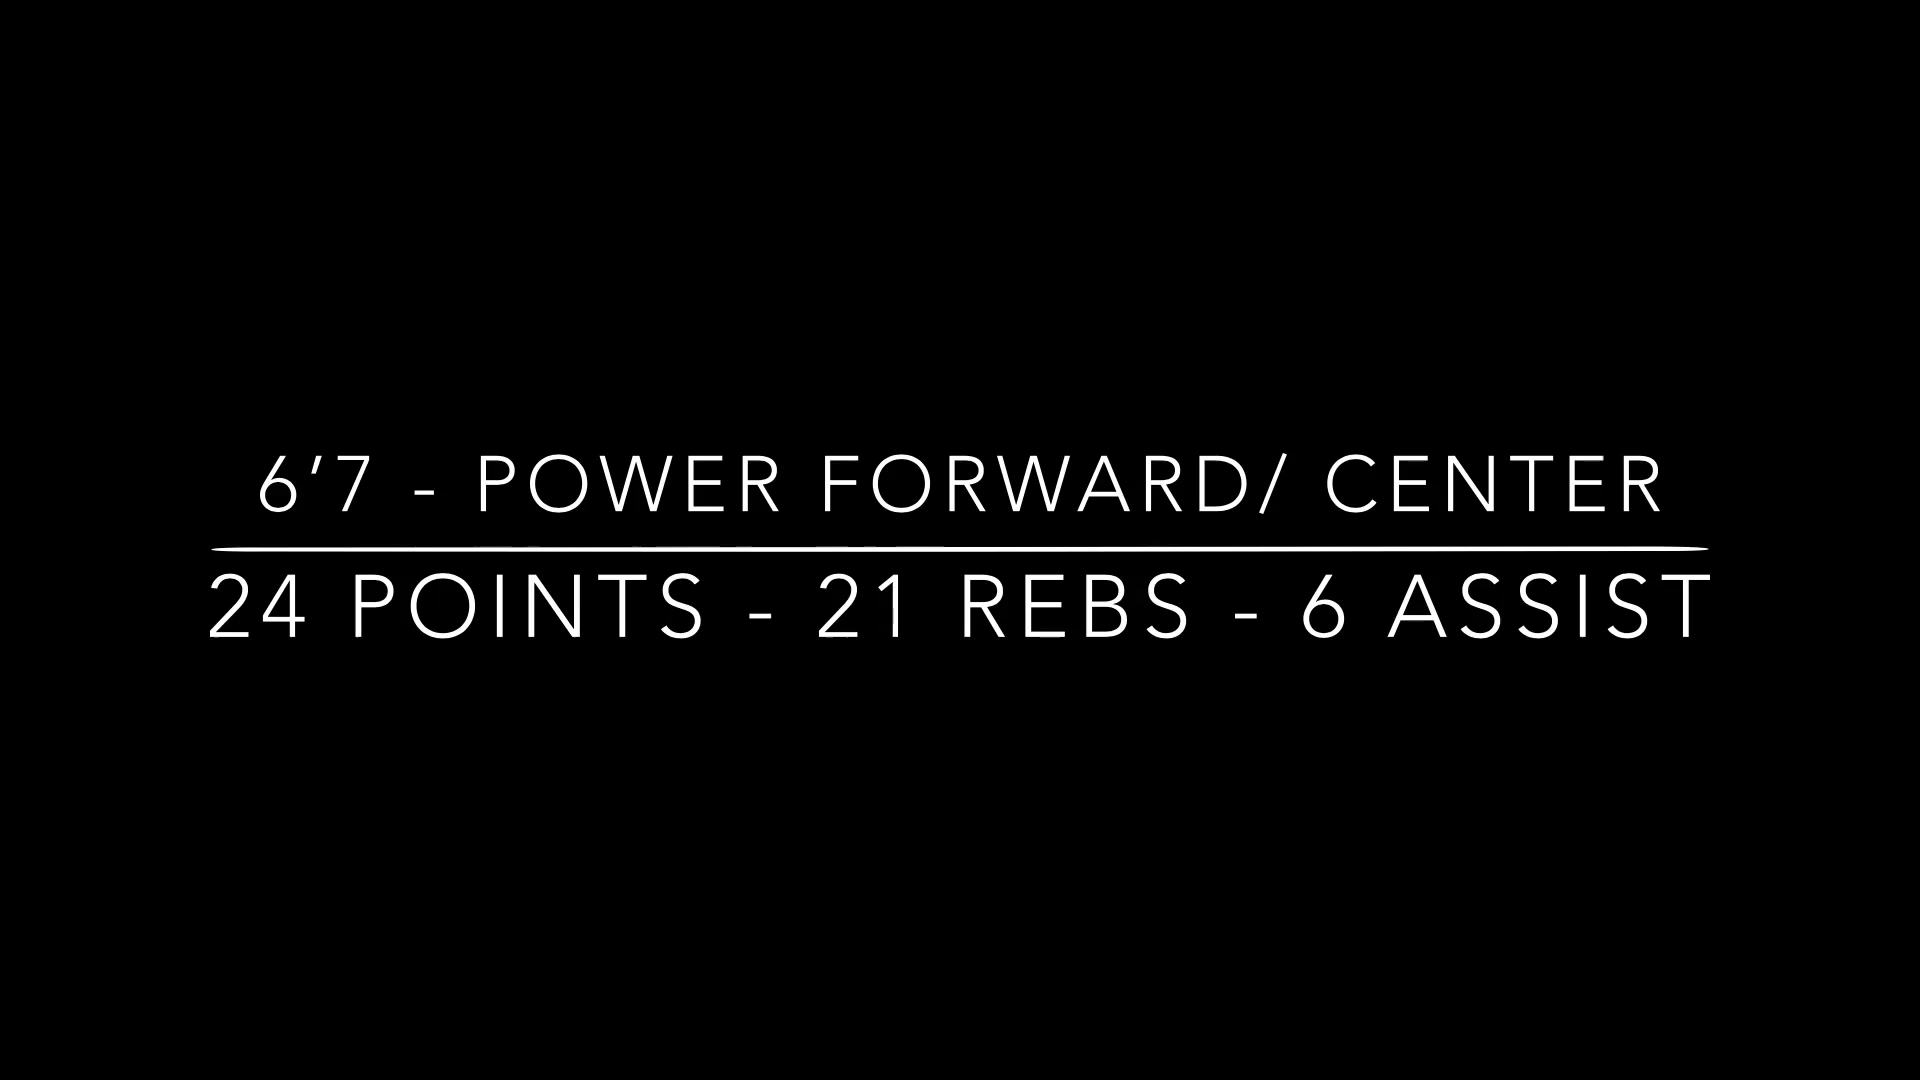 6’7 - POWER FORWARD/ CENTER
24 POINTS - 21 REBS - 6 ASSIST